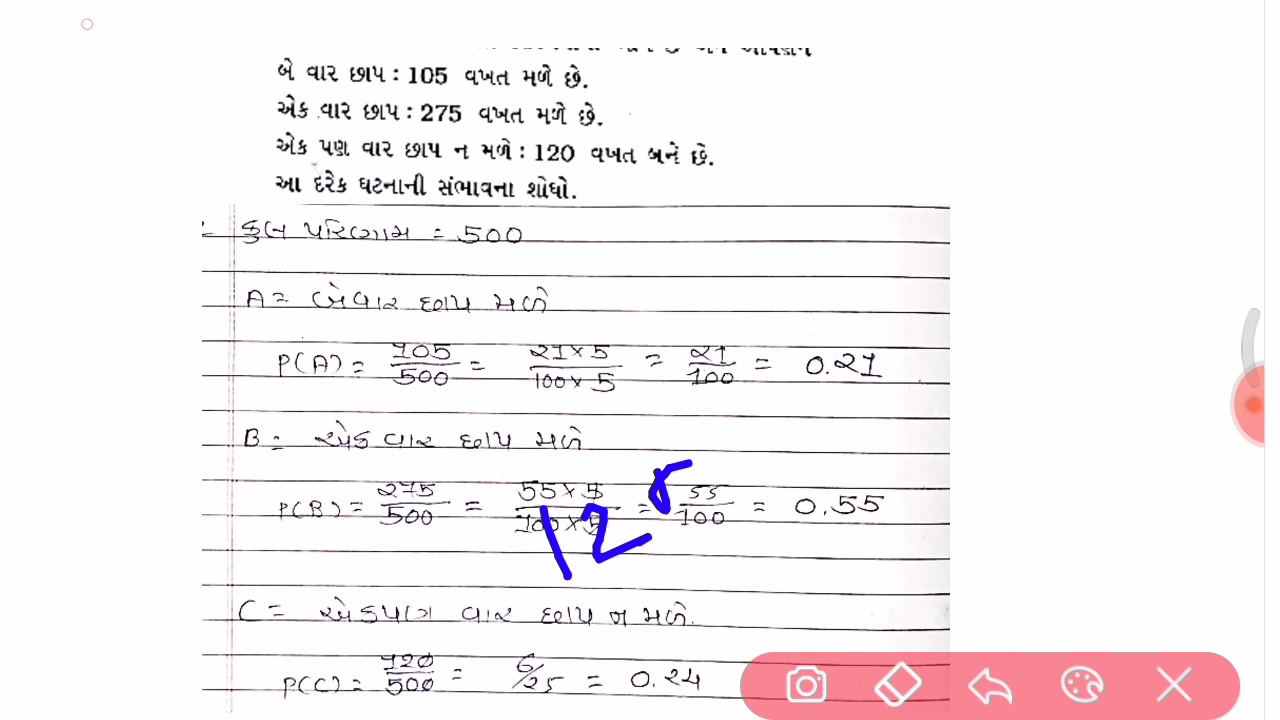 બે વાર છાપ : 105 વખત મળે છે.
એક વાર છાપ : 275 વખત મળે છે.
એક પણ વાર છાપ ન મળે : 120 વખત બને છે.
આ દરેક ઘટનાની સંભાવના શોધો.
કુલ પરિણામ = 500
A = બેવાર છાપ મળે
P(A) = 105/500 = 21×5/100×5 = 21/100 = 0.21
B = એક વાર છાપ મળે
P(B) = 275/500 = 55×5/100×5 = 55/100 = 0.55
12
C = એકપણ વાર છાપ ન મળે.
P(C) = 120/500 = 6/25 = 0.24